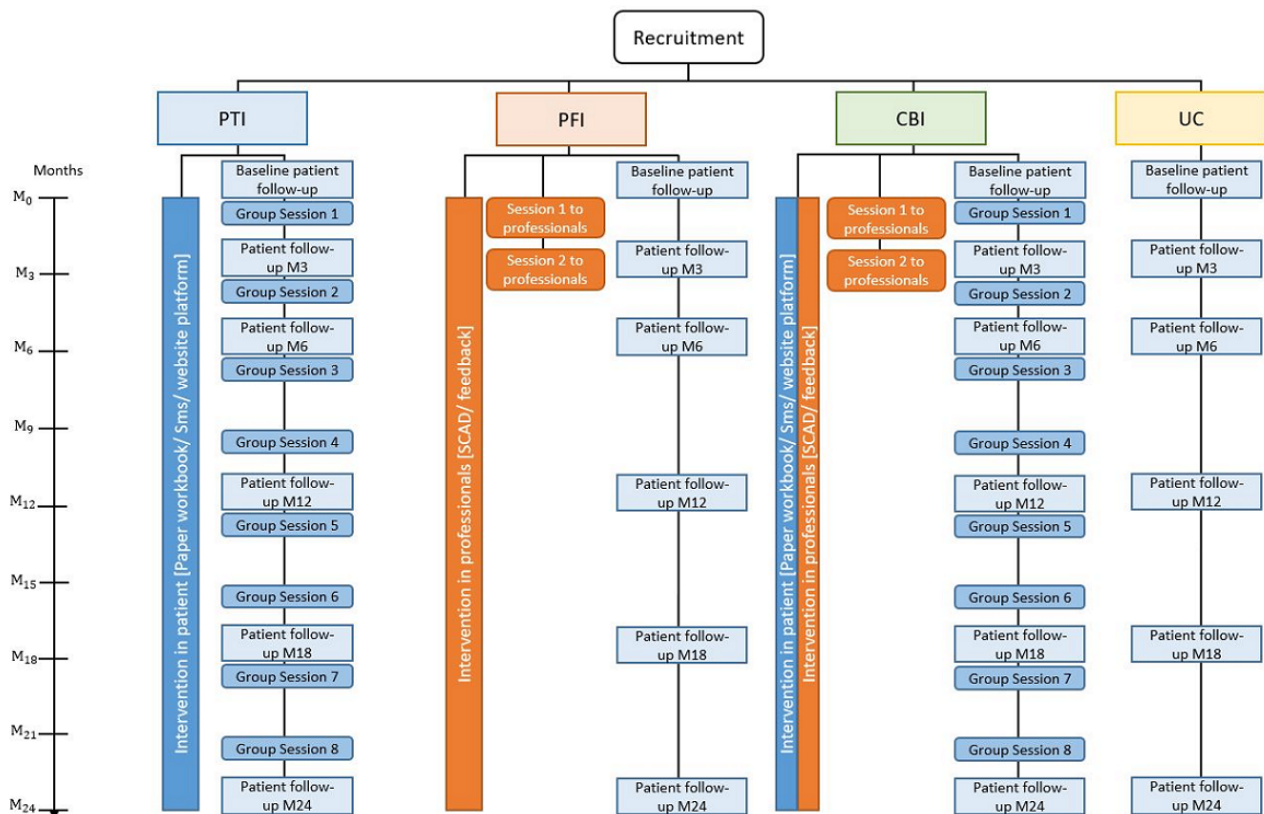 Recruitment
PTI
PFI
CBI
UC
Months
M0
M3
M6
M9
M12
M15
M18
M21
M24
Intervention in patient [Paper workbook/ Sms/ website platform]
Baseline patient
follow-up
Group Session 1
Patient follow-
up M3
Group Session 2
Patient follow-
up M6
Group Session 3
Group Session 4
Patient follow-
up M12
Group Session 5
Group Session 6
Patient follow-
up M18
Group Session 7
Group Session 8
Patient follow-
up M24
Intervention in professionals [SCAD/ feedback]
Session 1 to
professionals
Session 2 to
professionals
Baseline patient
follow-up
Patient follow-
up M3
Patient follow-
up M6
Patient follow-
up M12
Patient follow-
up M18
Patient follow-
up M24
Intervention in patient [Paper workbook/ Sms/ website platform]
Intervention in professionals [SCAD/ feedback]
Session 1 to
professionals
Session 2 to
professionals
Baseline patient
follow-up
Group Session 1
Patient follow-
up M3
Group Session 2
Patient follow-
up M6
Group Session 3
Group Session 4
Patient follow-
up M12
Group Session 5
Group Session 6
Patient follow-
up M18
Group Session 7
Group Session 8
Patient follow-
up M24
Baseline patient
follow-up
Patient follow-
up M3
Patient follow-
up M6
Patient follow-
up M12
Patient follow-
up M18
Patient follow-
up M24